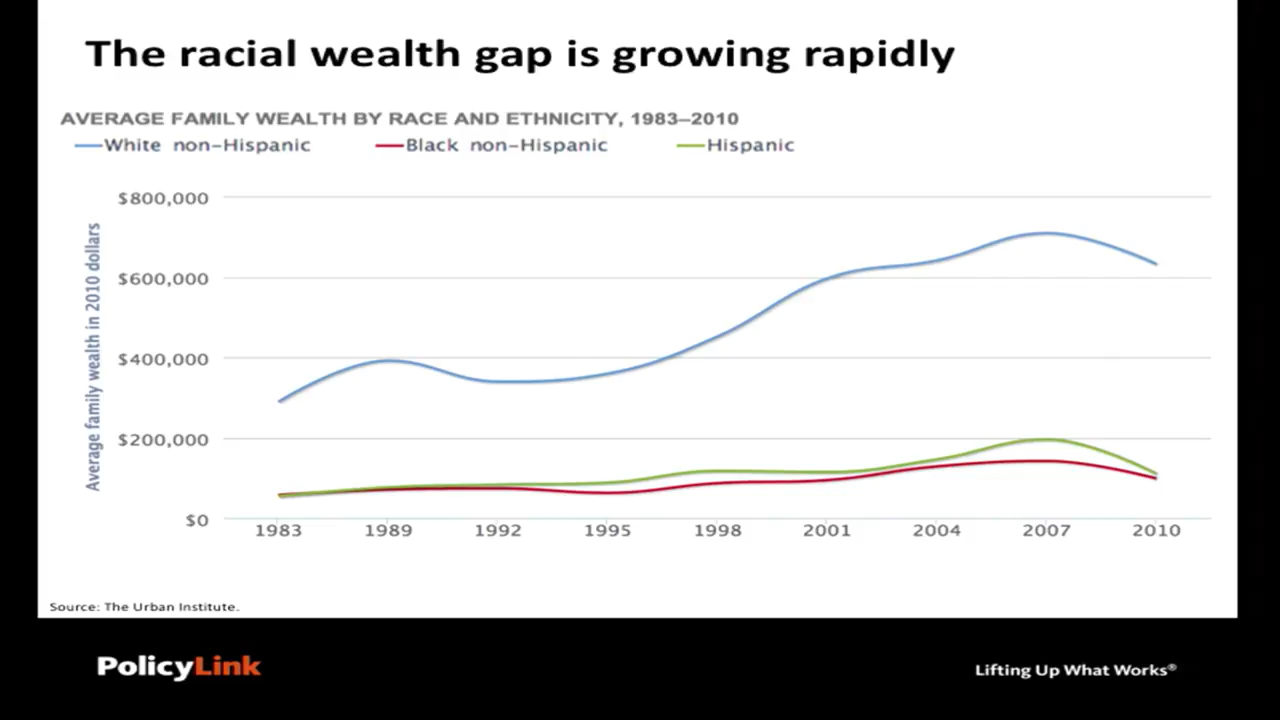 The racial wealth gap is growing rapidly
AVERAGE FAMILY WEALTH BY RACE AND ETHNICITY, 1983–2010
White non-Hispanic Black non-Hispanic Hispanic
Average family wealth in 2010 dollars
$800,000
$600,000
$400,000
$200,000
$0
1983 1989 1992 1995 1998 2001 2004 2007 2010
Source: The Urban Institute.
PolicyLink
Lifting Up What Works®